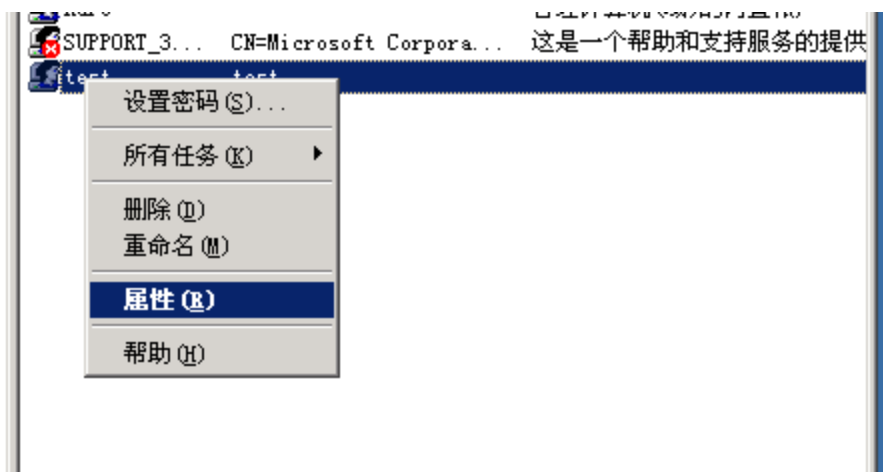 SUPPORT_3... CN=Microsoft Corpora... 这是一个帮助和支持服务的提供
test test
设置密码(S)...
所有任务(K)
删除(D)
重命名(M)
属性(R)
帮助(H)